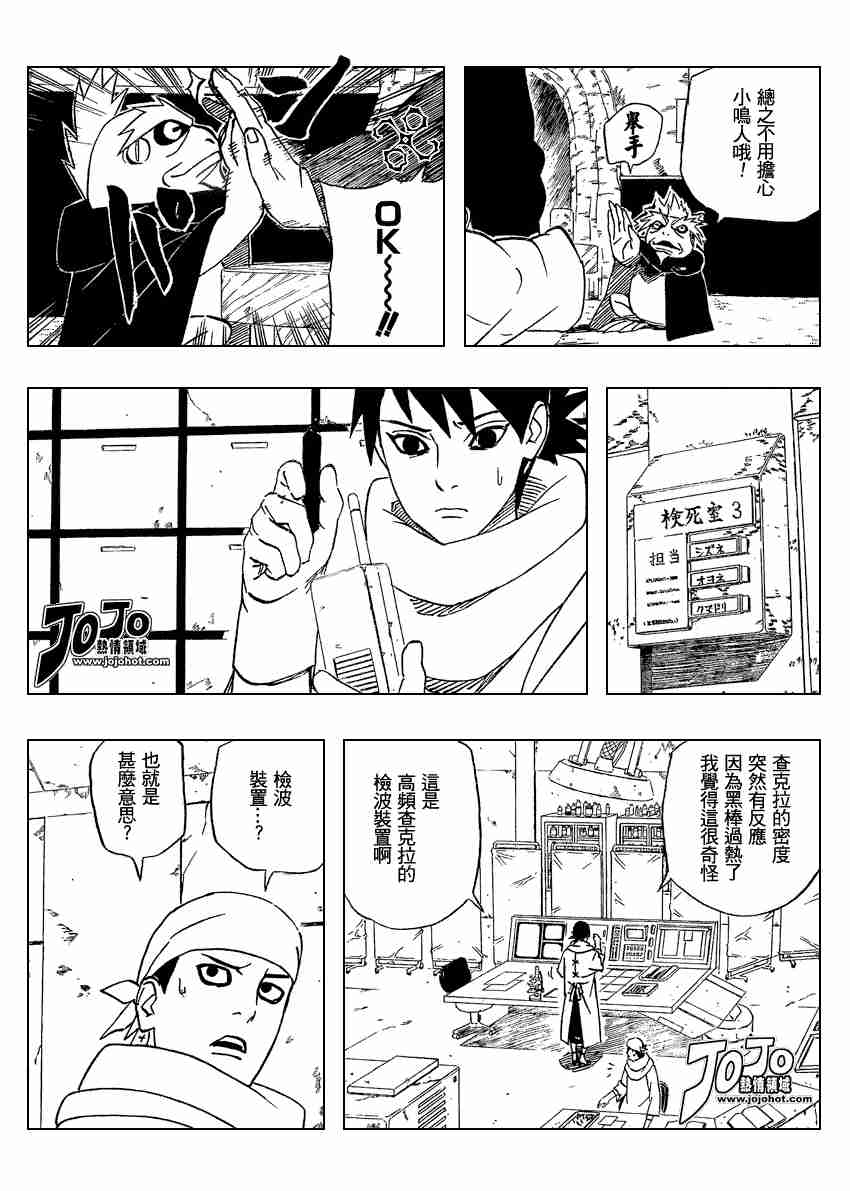 總之不用擔心
小鳴人哦！
舉手
OK～～～!!
検死室3
担当
シズネ
オヨネ
クマドリ
JOJO
熱情領域
www.jojohot.com
查克拉的密度
突然有反應
因為黑棒過熱了
我覺得這很奇怪
這是
高頻查克拉的
檢波裝置啊
JOJO
熱情領域
www.jojohot.com
檢波
裝置…?
也就是
甚麼意思？